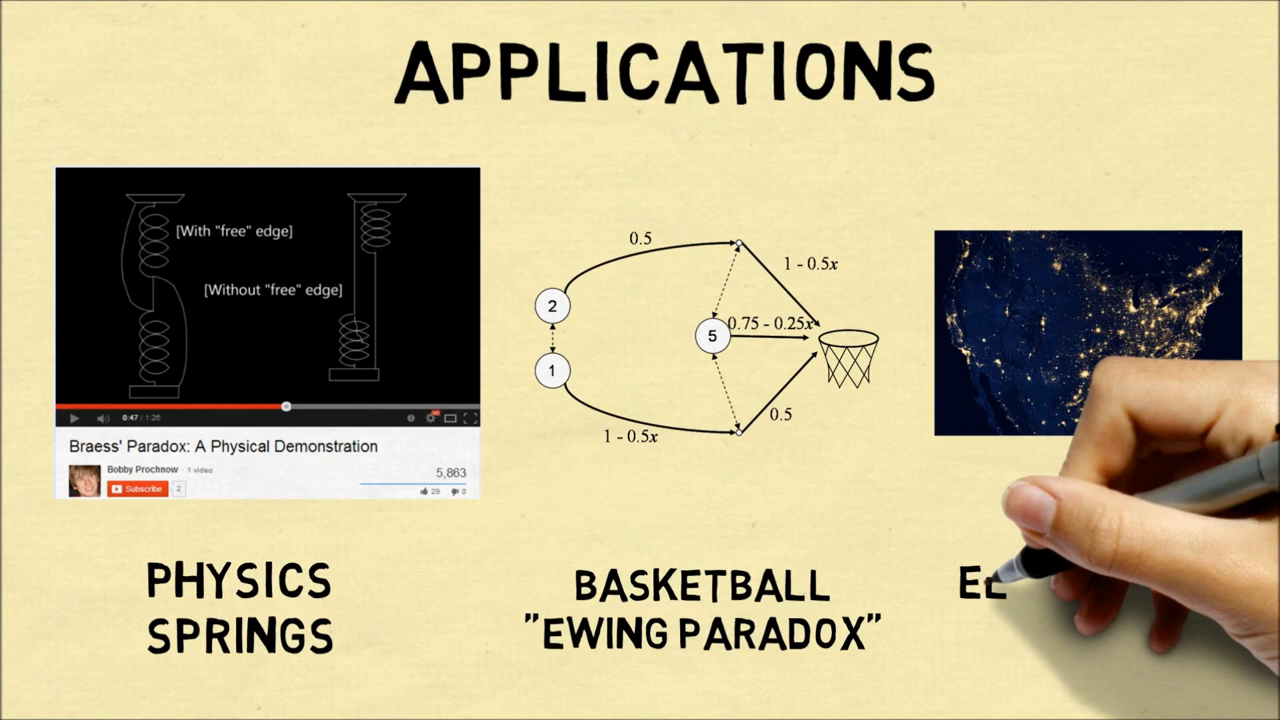 APPLICATIONS
[With "free" edge]
[Without "free" edge]
0:47 / 1:26
HD
Braess' Paradox: A Physical Demonstration
Bobby Prochnow · 1 video
Subscribe 2
5,863
29 0
0.5
1 - 0.5x
2
5
0.75 - 0.25x
1
0.5
1 - 0.5x
PHYSICS
SPRINGS
BASKETBALL
"EWING PARADOX"
EL